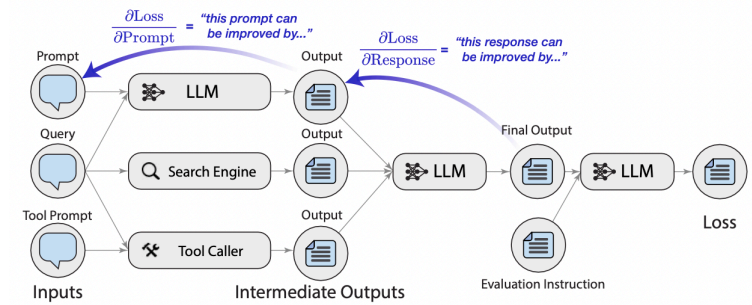 ∂Loss
∂Prompt
=
"this prompt can
be improved by..."
∂Loss
∂Response
=
"this response can
be improved by..."
Prompt
Output
LLM
Query
Output
Final Output
Search Engine
LLM
LLM
Tool Prompt
Output
Loss
Tool Caller
Evaluation Instruction
Inputs
Intermediate Outputs